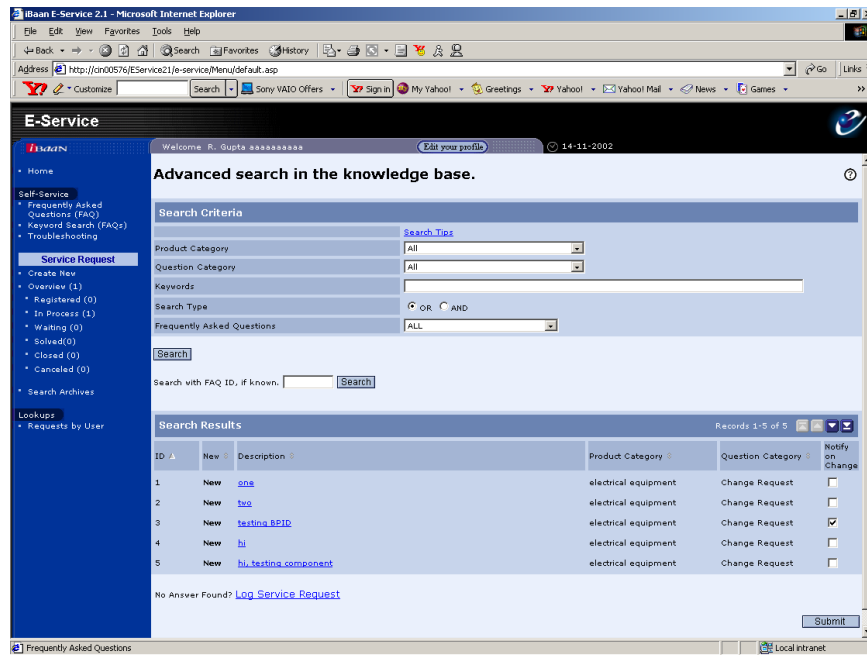 iBaan E-Service 2.1 - Microsoft Internet Explorer
File Edit View Favorites Tools Help
Back Search Favorites History
Address http://cin00576/EService21/e-service/Menu/default.asp Go Links
Y! Customize Search Sony VAIO Offers Sign in My Yahoo! Greetings Yahoo! Yahoo! Mail News Games »
E-Service
iBaan Welcome R. Gupta aaaaaaaaaa Edit your profile 14-11-2002
Home
Self-Service
Frequently Asked
Questions (FAQ)
Keyword Search (FAQs)
Troubleshooting
Service Request
Create New
Overview (1)
Registered (0)
In Process (1)
Waiting (0)
Solved(0)
Closed (0)
Canceled (0)
Search Archives
Lookups
Requests by User
Advanced search in the knowledge base.
Search Criteria
Search Tips
Product Category All
Question Category All
Keywords
Search Type OR AND
Frequently Asked Questions ALL
Search
Search with FAQ ID, if known. Search
Search Results Records 1-5 of 5
ID New Description Product Category Question Category Notify
on
Change
1 New one electrical equipment Change Request
2 New two electrical equipment Change Request
3 New testing BPID electrical equipment Change Request
4 New hi electrical equipment Change Request
5 New hi, testing component electrical equipment Change Request
No Answer Found? Log Service Request
Submit
Frequently Asked Questions Local intranet